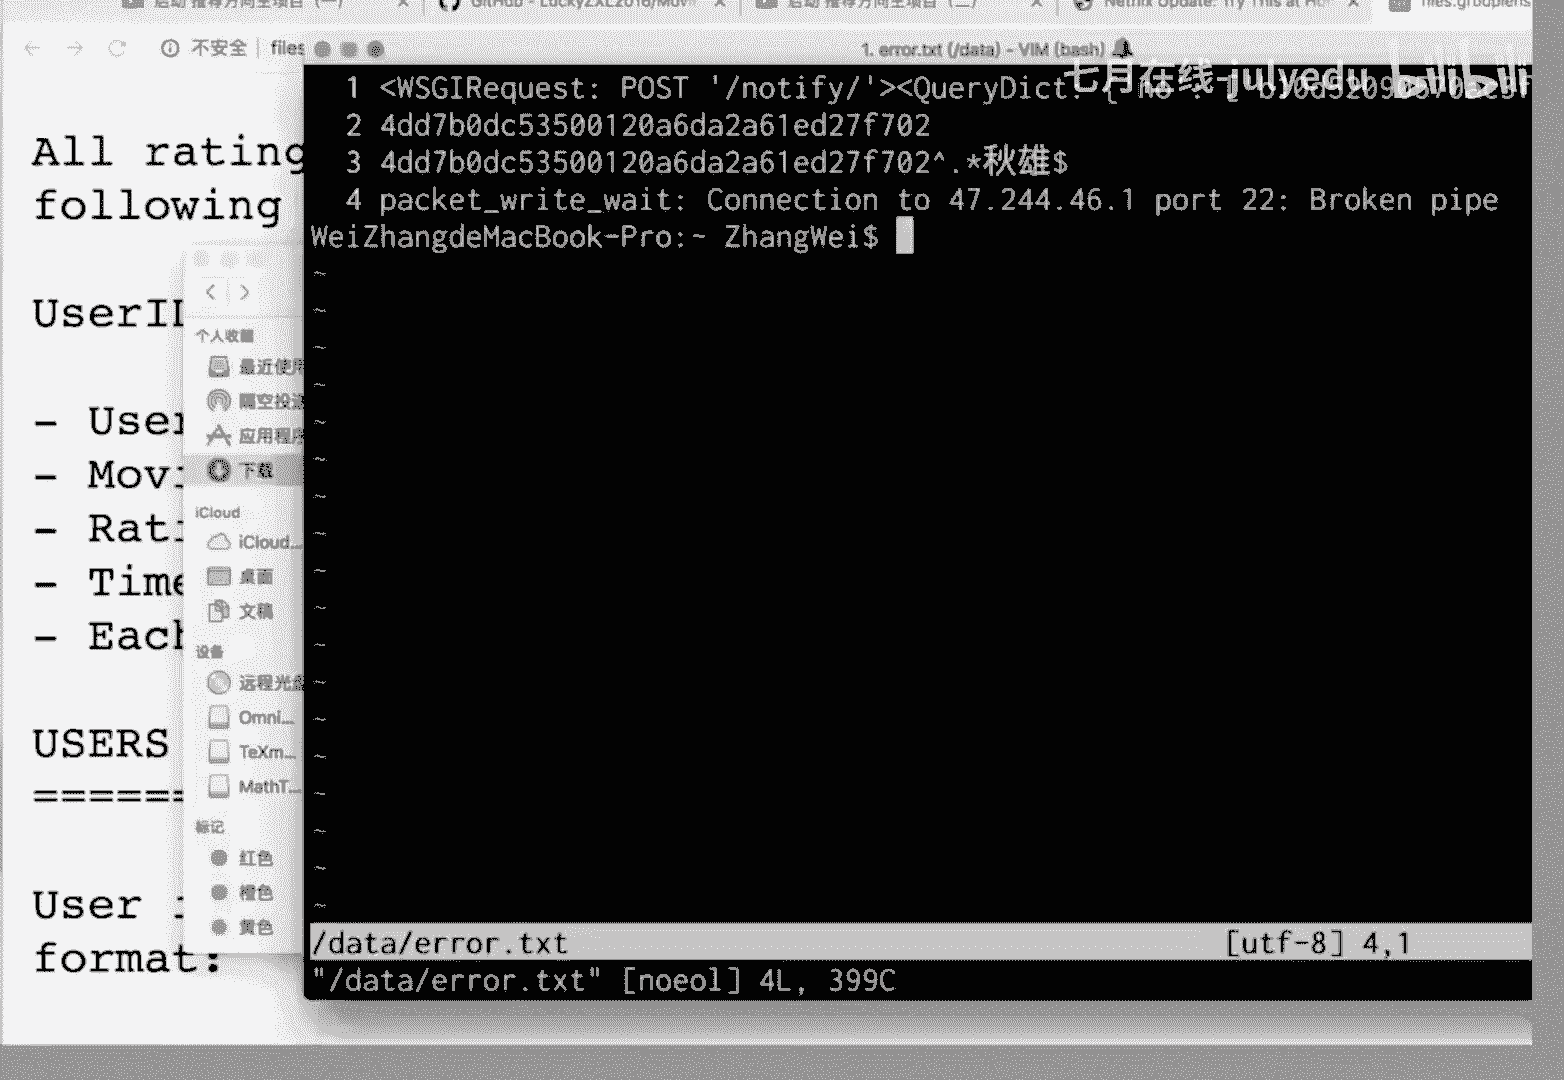 启动 推荐方向主项目（一）
GitHub - LuckyZXL2016/Movi
启动 推荐方向主项目（二）
Netflix Update: Try This at Ho
files.grouplens
不安全 | files
1. error.txt (/data) - VIM (bash)
七月在线-julyedu bilibili
1 <WSGIRequest: POST '/notify/'><QueryDict: {'no': ['
2 4dd7b0dc53500120a6da2a61ed27f702
3 4dd7b0dc53500120a6da2a61ed27f702^.*秋雄$
4 packet_write_wait: Connection to 47.244.46.1 port 22: Broken pipe
WeiZhangdeMacBook-Pro:~ ZhangWei$
All rating
following
UserID
- User
- Movi
- Rati
- Time
- Each
USERS
======
User i
format:
个人收藏
最近使用
隔空投送
应用程序
下载
iCloud
iCloud...
桌面
文稿
设备
远程光盘
Omni...
TeXm...
MathT...
标记
红色
橙色
黄色
/data/error.txt [utf-8] 4,1
"/data/error.txt" [noeol] 4L, 399C